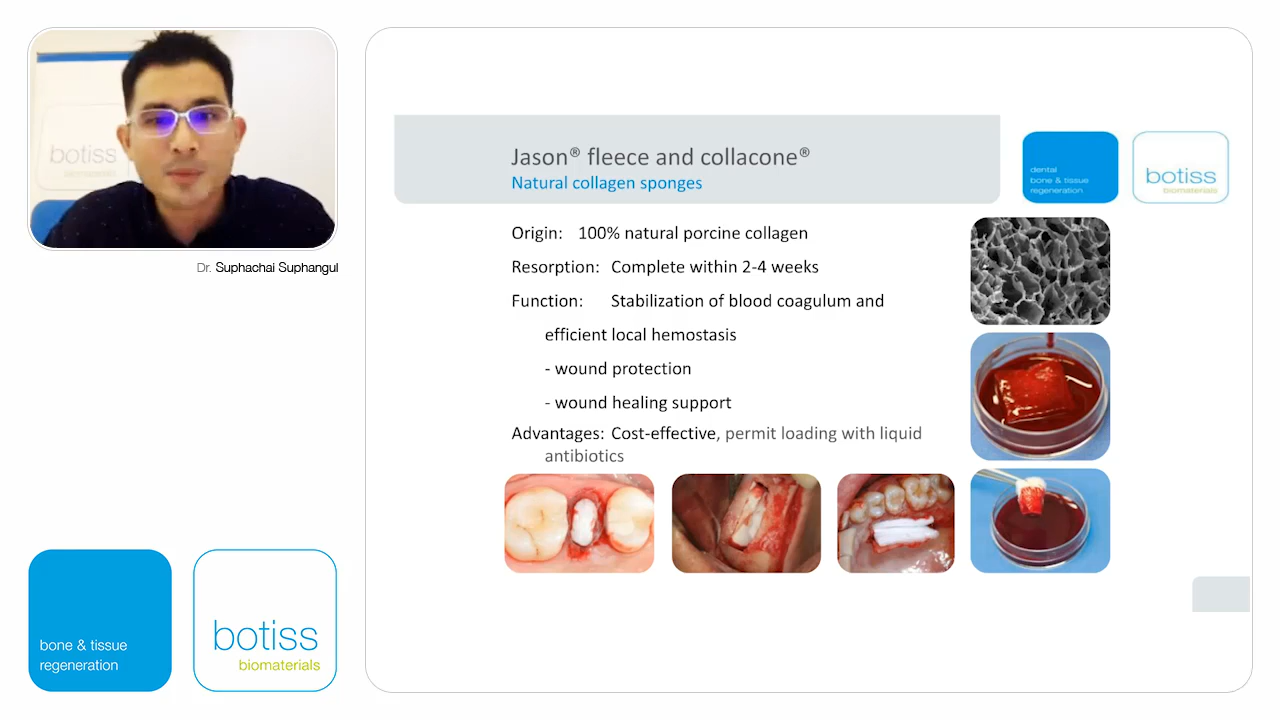 botiss
biomaterials
Dr. Suphachai Suphangul
bone & tissue
regeneration
botiss
biomaterials
Jason® fleece and collacone®
Natural collagen sponges
dental
bone & tissue
regeneration
botiss
biomaterials
Origin: 100% natural porcine collagen
Resorption: Complete within 2-4 weeks
Function: Stabilization of blood coagulum and
efficient local hemostasis
- wound protection
- wound healing support
Advantages: Cost-effective, permit loading with liquid
antibiotics